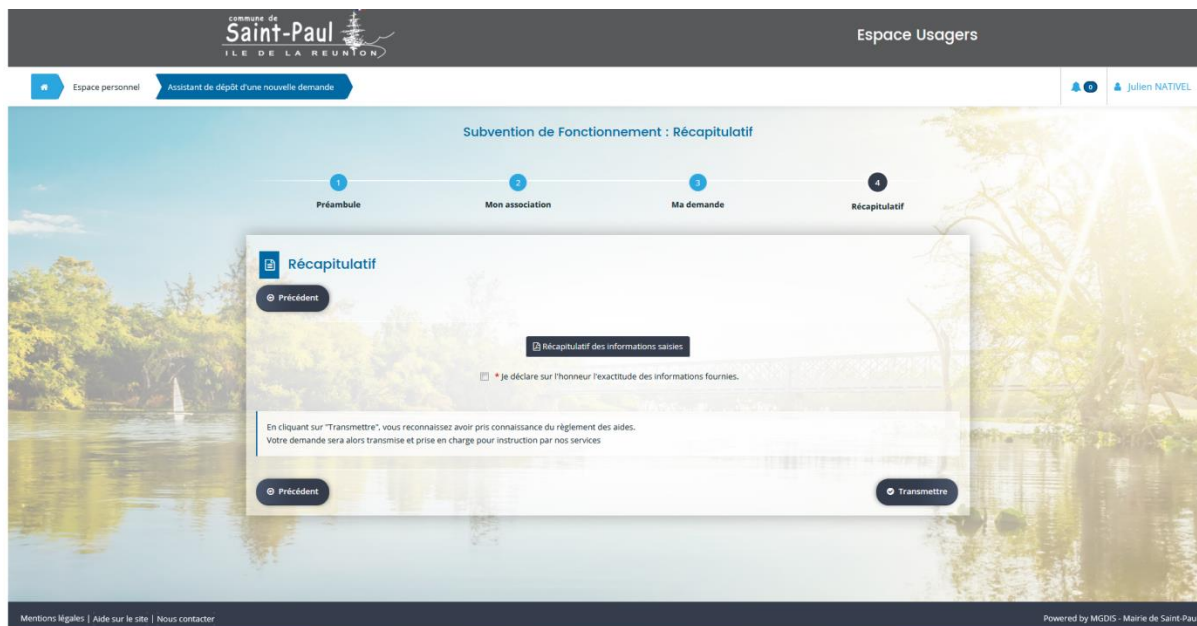 commune de
Saint-Paul
ILE DE LA REUNION
Espace Usagers
Espace personnel
Assistant de dépôt d'une nouvelle demande
0
Julien NATIVEL
Subvention de Fonctionnement : Récapitulatif
1
2
3
4
Préambule
Mon association
Ma demande
Récapitulatif
Récapitulatif
Précédent
Récapitulatif des informations saisies
* Je déclare sur l'honneur l'exactitude des informations fournies.
En cliquant sur "Transmettre", vous reconnaissez avoir pris connaissance du règlement des aides.
Votre demande sera alors transmise et prise en charge pour instruction par nos services
Précédent
Transmettre
Mentions légales | Aide sur le site | Nous contacter
Powered by MGDIS - Mairie de Saint-Pau